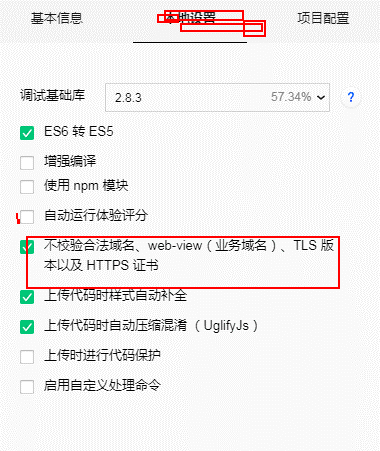 基本信息 本地设置 项目配置
调试基础库 2.8.3 57.34% ?
ES6 转 ES5
增强编译
使用 npm 模块
自动运行体验评分
不校验合法域名、web-view（业务域名）、TLS 版
本以及 HTTPS 证书
上传代码时样式自动补全
上传代码时自动压缩混淆（UglifyJs）
上传时进行代码保护
启用自定义处理命令